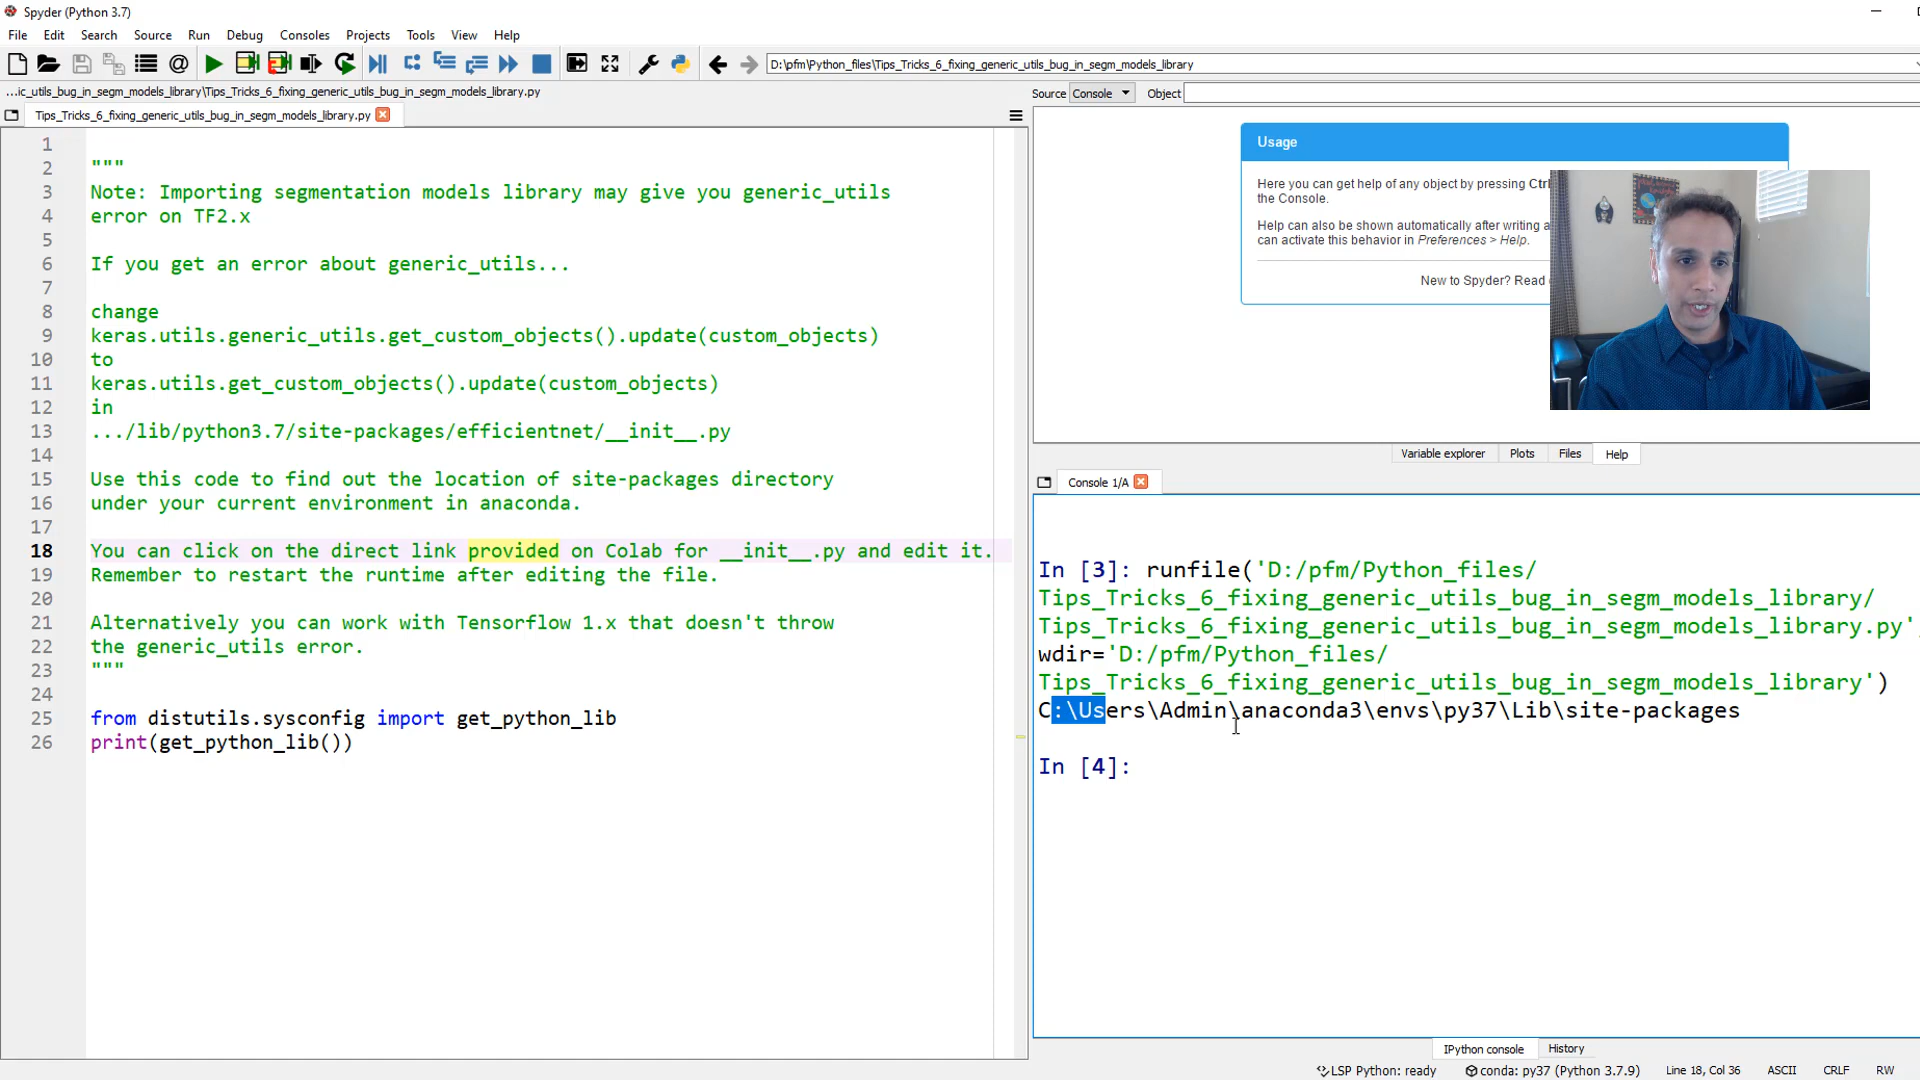 Spyder (Python 3.7)
File Edit Search Source Run Debug Consoles Projects Tools View Help
D:\pfm\Python_files\Tips_Tricks_6_fixing_generic_utils_bug_in_segm_models_library
...ic_utils_bug_in_segm_models_library\Tips_Tricks_6_fixing_generic_utils_bug_in_segm_models_library.py
Tips_Tricks_6_fixing_generic_utils_bug_in_segm_models_library.py
1
2 """
3 Note: Importing segmentation models library may give you generic_utils
4 error on TF2.x
5
6 If you get an error about generic_utils...
7
8 change
9 keras.utils.generic_utils.get_custom_objects().update(custom_objects)
10 to
11 keras.utils.get_custom_objects().update(custom_objects)
12 in
13 .../lib/python3.7/site-packages/efficientnet/__init__.py
14
15 Use this code to find out the location of site-packages directory
16 under your current environment in anaconda.
17
18 You can click on the direct link provided on Colab for __init__.py and edit it.
19 Remember to restart the runtime after editing the file.
20
21 Alternatively you can work with Tensorflow 1.x that doesn't throw
22 the generic_utils error.
23 """
24
25 from distutils.sysconfig import get_python_lib
26 print(get_python_lib())
Source Console Object
Usage
Here you can get help of any object by pressing Ctrl
the Console.
Help can also be shown automatically after writing a
can activate this behavior in Preferences > Help.
New to Spyder? Read
Variable explorer Plots Files Help
Console 1/A
In [3]: runfile('D:/pfm/Python_files/
Tips_Tricks_6_fixing_generic_utils_bug_in_segm_models_library/
Tips_Tricks_6_fixing_generic_utils_bug_in_segm_models_library.py',
wdir='D:/pfm/Python_files/
Tips_Tricks_6_fixing_generic_utils_bug_in_segm_models_library')
C:\Users\Admin\anaconda3\envs\py37\Lib\site-packages
In [4]:
IPython console History
LSP Python: ready conda: py37 (Python 3.7.9) Line 18, Col 36 ASCII CRLF RW